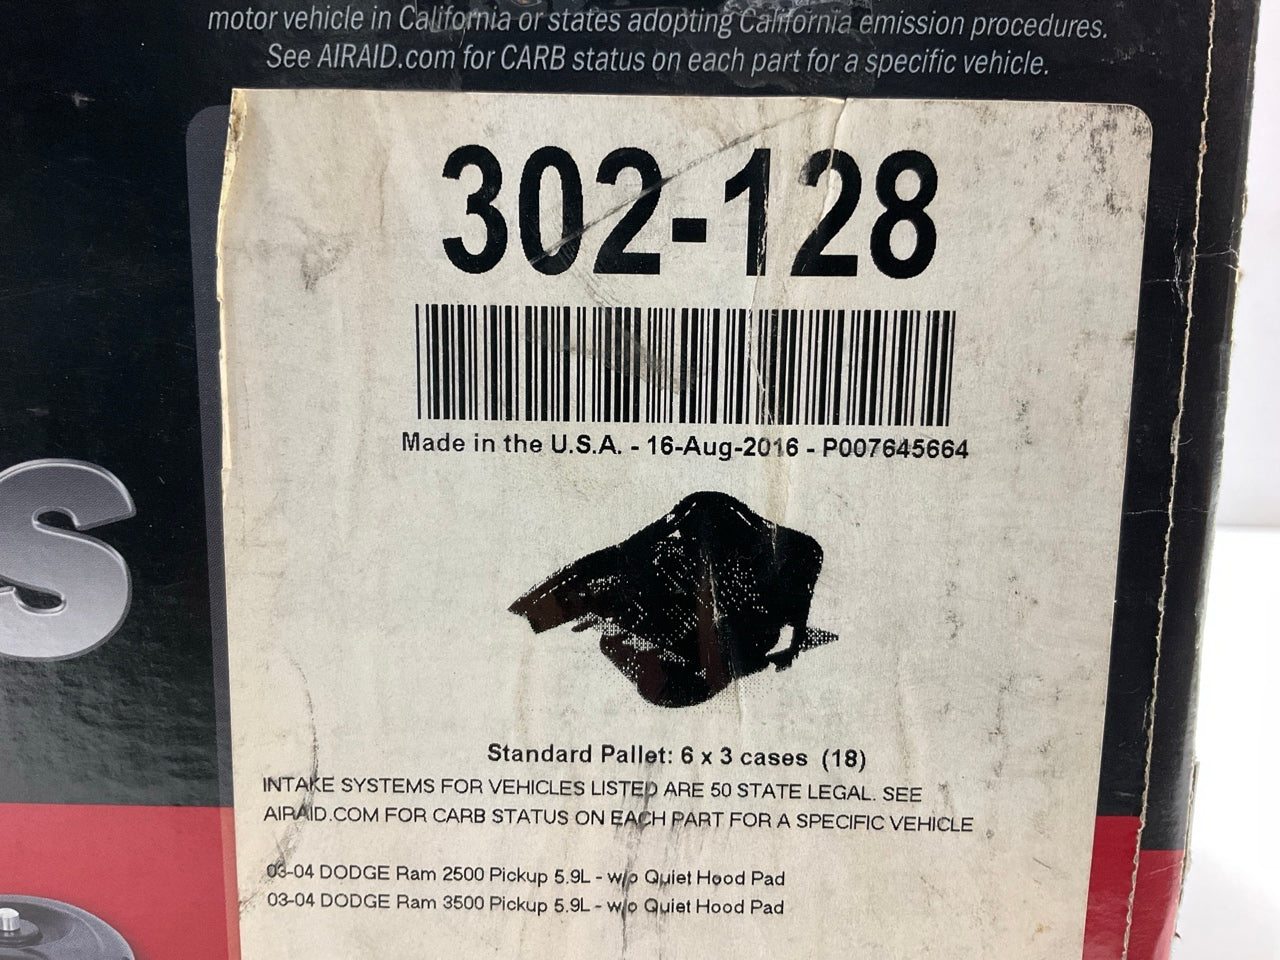 motor vehicle in California or states adopting California emission procedures.
See AIRAID.com for CARB status on each part for a specific vehicle.
302-128
Made in the U.S.A. - 16-Aug-2016 - P007645664
S
Standard Pallet: 6 x 3 cases (18)
INTAKE SYSTEMS FOR VEHICLES LISTED ARE 50 STATE LEGAL. SEE
AIRAID.COM FOR CARB STATUS ON EACH PART FOR A SPECIFIC VEHICLE
03-04 DODGE Ram 2500 Pickup 5.9L - w/o Quiet Hood Pad
03-04 DODGE Ram 3500 Pickup 5.9L - w/o Quiet Hood Pad